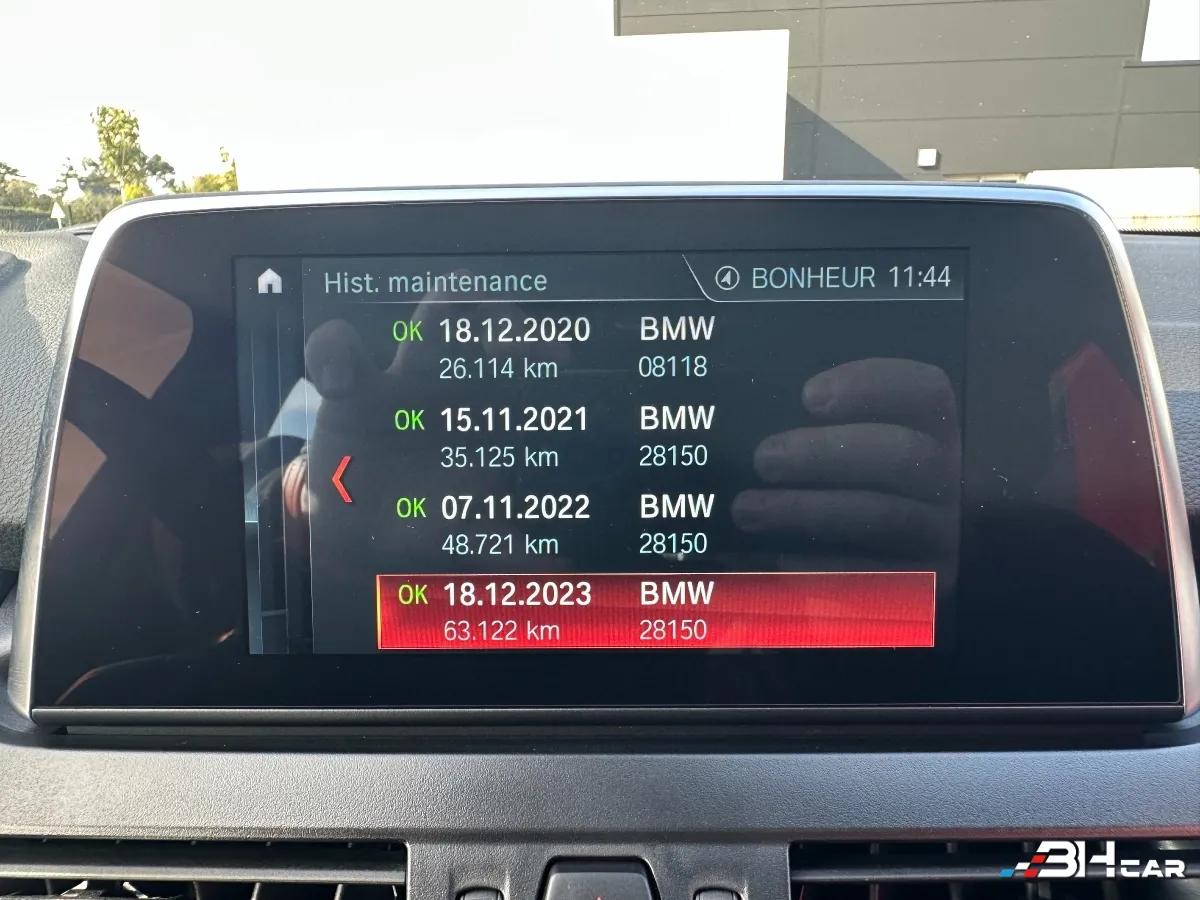 Hist. maintenance
BONHEUR 11:44
OK 18.12.2020 BMW
26.114 km 08118
OK 15.11.2021 BMW
35.125 km 28150
OK 07.11.2022 BMW
48.721 km 28150
OK 18.12.2023 BMW
63.122 km 28150
BHCAR